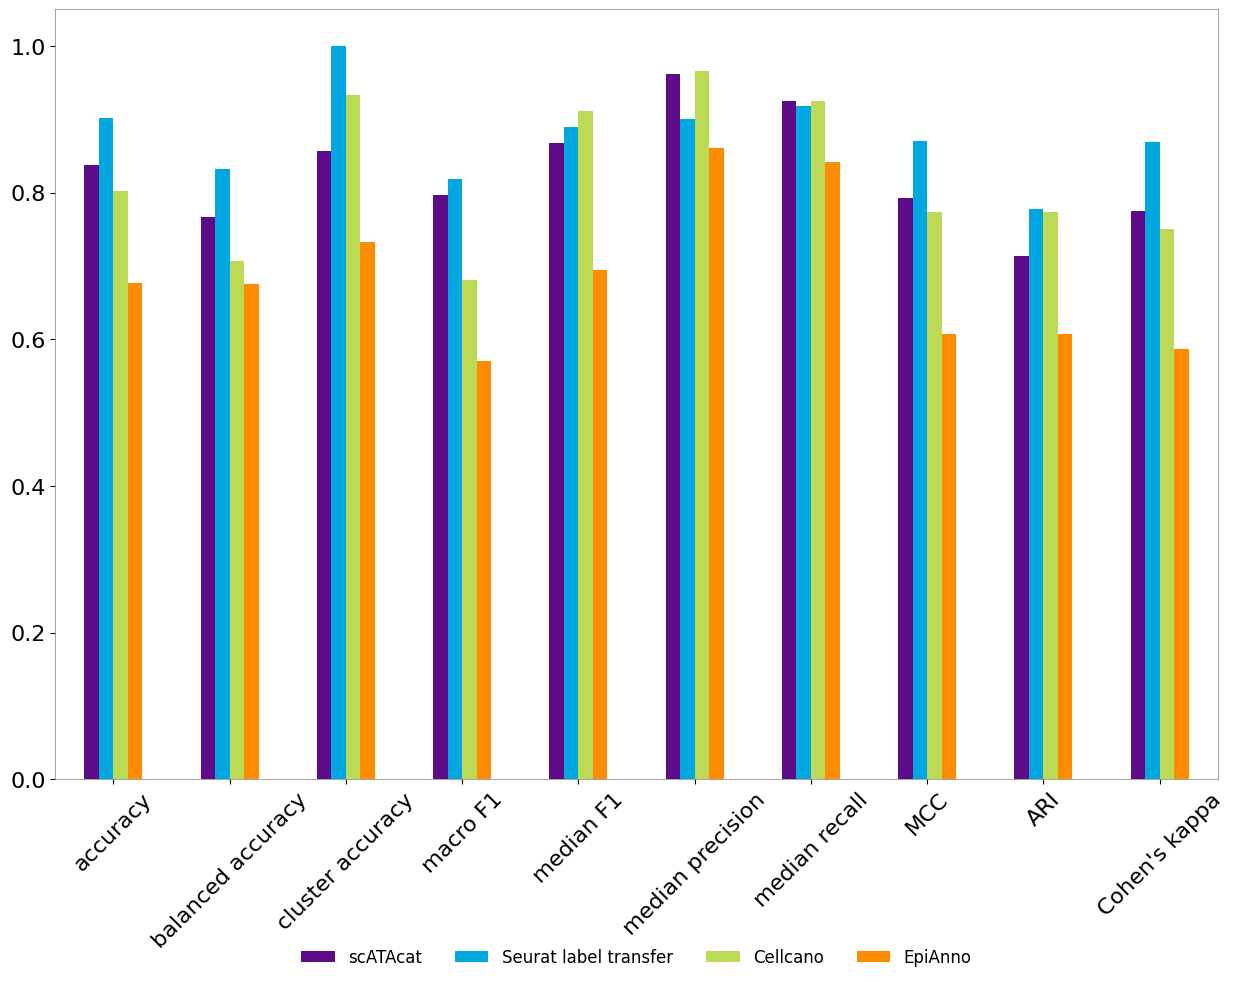 1.0
0.8
0.6
0.4
0.2
0.0
accuracy
balanced accuracy
cluster accuracy
macro F1
median F1
median precision
median recall
MCC
ARI
Cohen's kappa
scATAcat
Seurat label transfer
Cellcano
EpiAnno